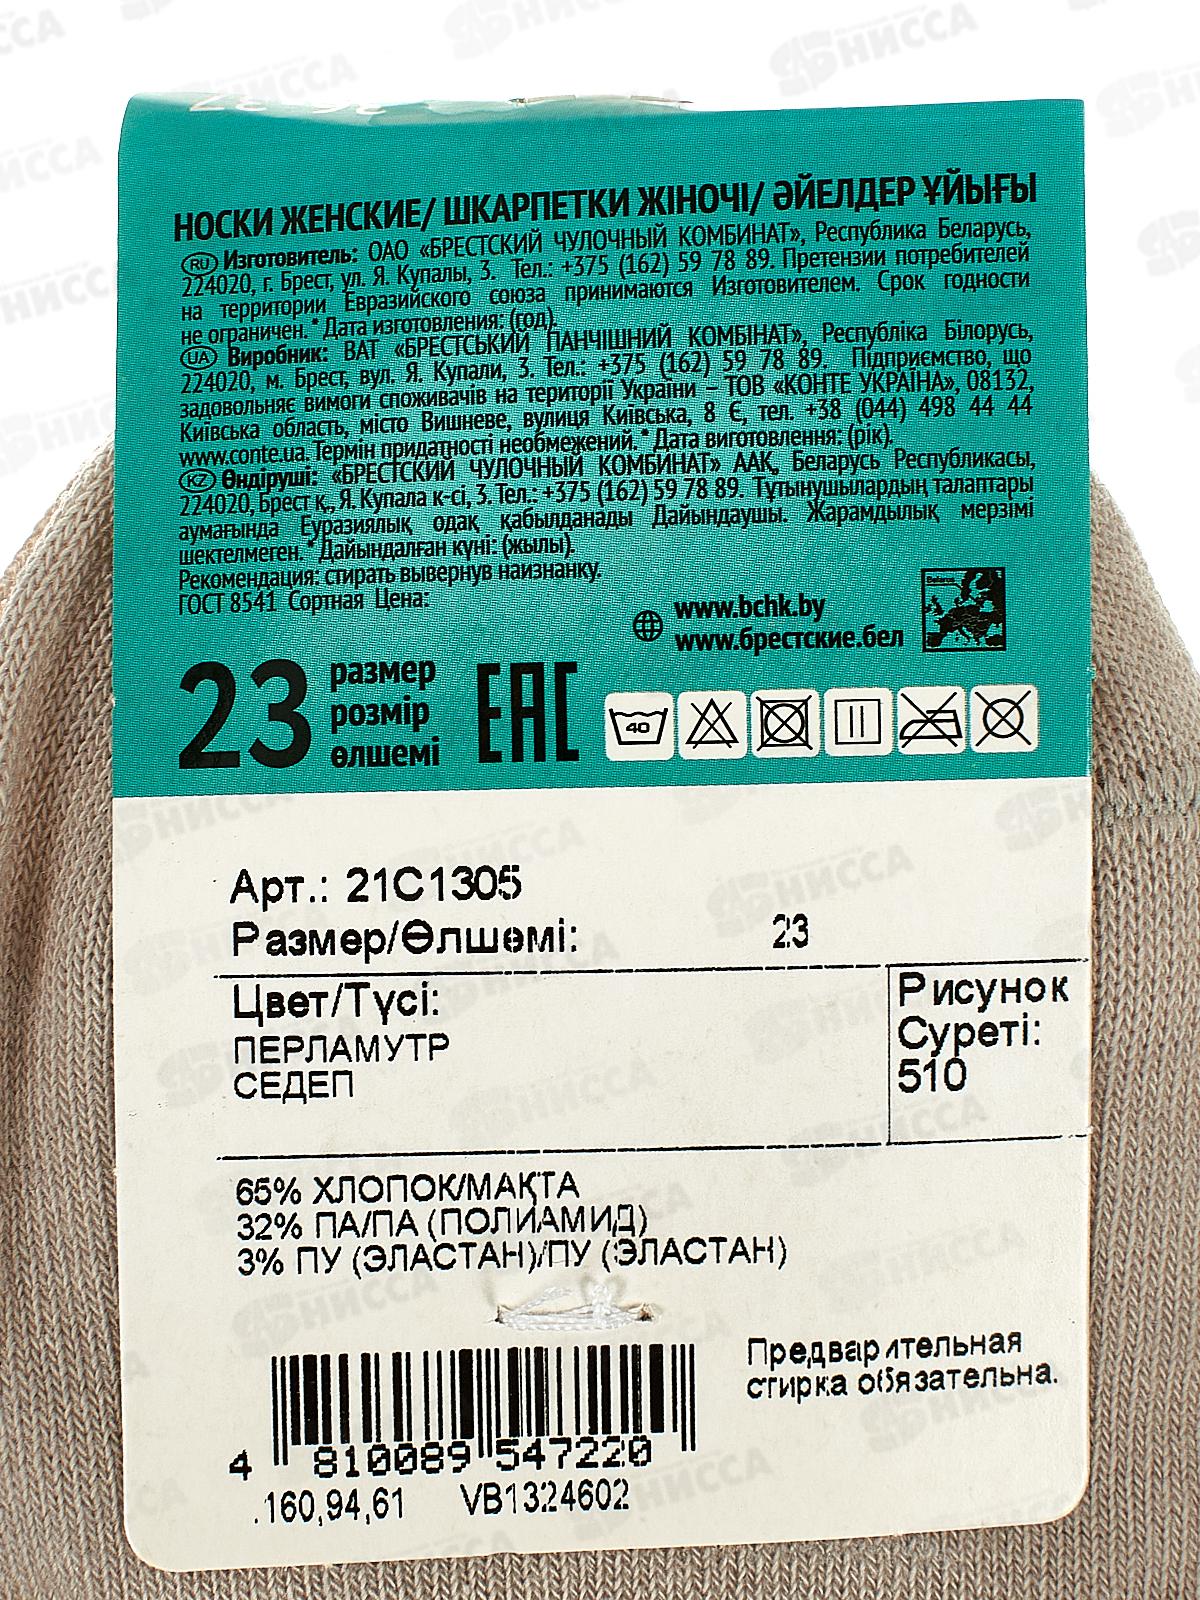 НОСКИ ЖЕНСКИЕ/ ШКАРПЕТКИ ЖІНОЧІ/ ӘЙЕЛДЕР ҰЙЫҒЫ
RU Изготовитель: ОАО «БРЕСТСКИЙ ЧУЛОЧНЫЙ КОМБИНАТ», Республика Беларусь,
224020, г. Брест, ул. Я. Купалы, 3. Тел.: +375 (162) 59 78 89. Претензии потребителей
на территории Евразийского союза принимаются Изготовителем. Срок годности
не ограничен. * Дата изготовления: (год).
UA Виробник: ВАТ «БРЕСТСЬКИЙ ПАНЧІШНИЙ КОМБІНАТ», Республіка Білорусь,
224020, м. Брест, вул. Я. Купали, 3. Тел.: +375 (162) 59 78 89. Підприємство, що
задовольняє вимоги споживачів на території України – ТОВ «КОНТЕ УКРАЇНА», 08132,
Київська область, місто Вишневе, вулиця Київська, 8 Є, тел. +38 (044) 498 44 44
www.conte.ua. Термін придатності необмежений. * Дата виготовлення: (рік).
KZ Өндіруші: «БРЕСТСКИЙ ЧУЛОЧНЫЙ КОМБИНАТ» ААҚ, Беларусь Республикасы,
224020, Брест қ., Я. Купала к-сі, 3. Тел.: +375 (162) 59 78 89. Тұтынушылардың талаптары
аумағында Еуразиялық одақ қабылданады Дайындаушы. Жарамдылық мерзімі
шектелмеген. * Дайындалған күні: (жылы).
Рекомендация: стирать вывернув наизнанку.
ГОСТ 8541 Сортная Цена:
www.bchk.by
www.брестские.бел
Belarus
23 размер
розмір
өлшемі
EAC
40
Арт.: 21С1305
Размер/Өлшемі: 23
Цвет/Түсі:
ПЕРЛАМУТР
СЕДЕП
Рисунок
Суреті:
510
65% ХЛОПОК/МАҚТА
32% ПА/ПА (ПОЛИАМИД)
3% ПУ (ЭЛАСТАН)/ПУ (ЭЛАСТАН)
Предварительная
стирка обязательна.
4 810089 547220
.160,94,61 VB1324602
НИССА